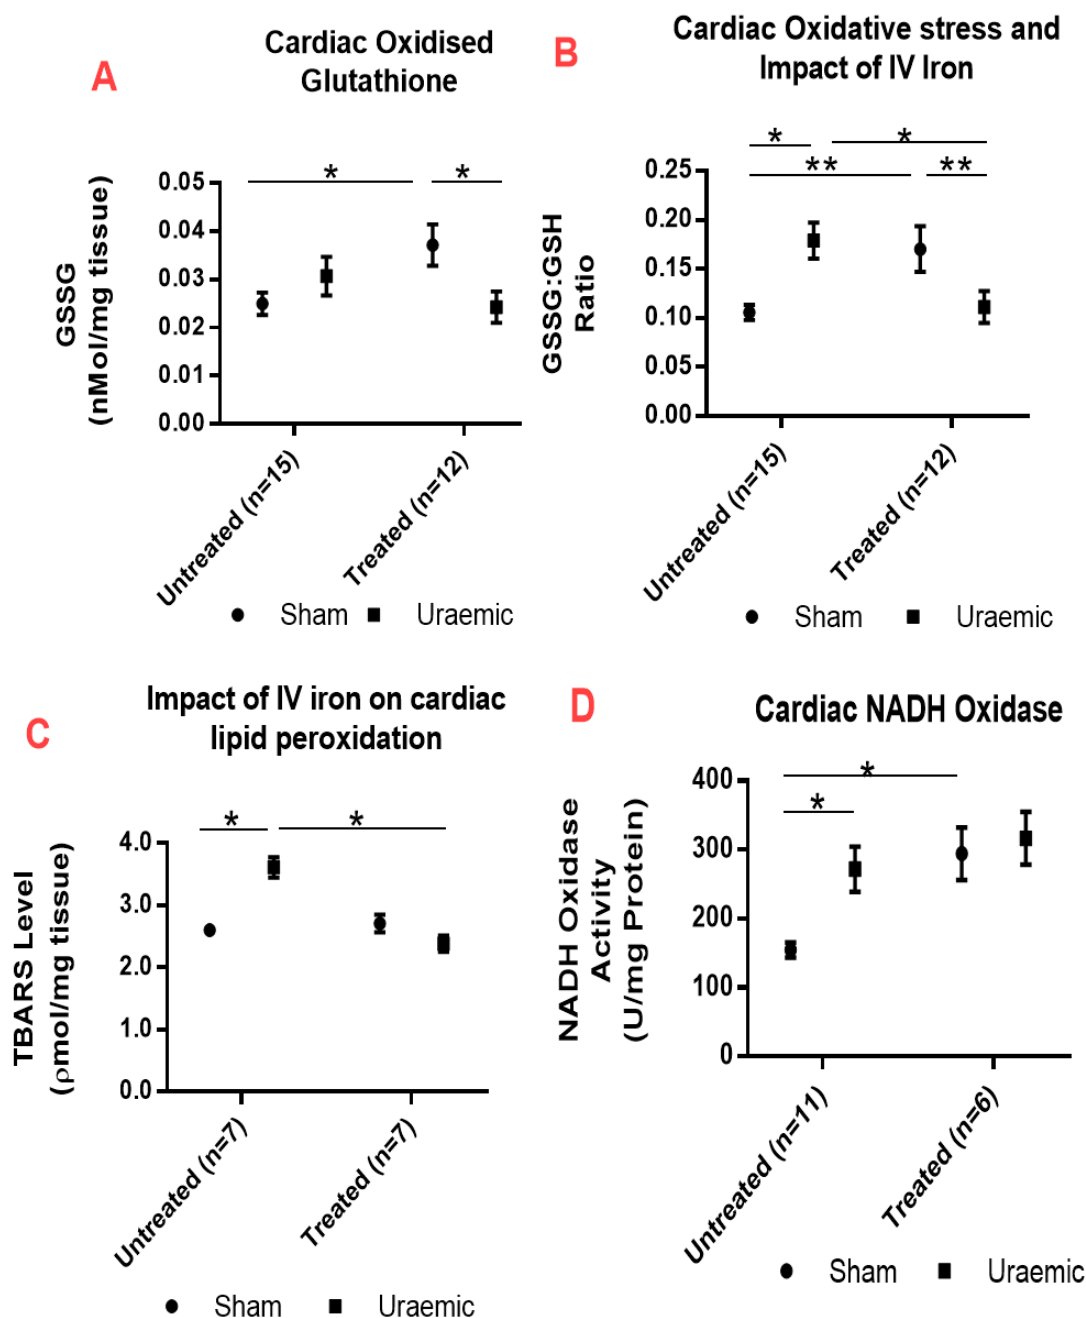 A
Cardiac Oxidised
Glutathione
*
*
GSSG
(nMol/mg tissue)
0.05
0.04
0.03
0.02
0.01
0.00
Untreated (n=15)
Treated (n=12)
Sham
Uraemic
B
Cardiac Oxidative stress and
Impact of IV Iron
*
*
**
**
GSSG:GSH
Ratio
0.25
0.20
0.15
0.10
0.05
0.00
Untreated (n=15)
Treated (n=12)
Sham
Uraemic
C
Impact of IV iron on cardiac
lipid peroxidation
*
*
TBARS Level
(ρmol/mg tissue)
4.0
3.0
2.0
1.0
0.0
Untreated (n=7)
Treated (n=7)
Sham
Uraemic
D
Cardiac NADH Oxidase
*
*
NADH Oxidase
Activity
(U/mg Protein)
400
300
200
100
0
Untreated (n=11)
Treated (n=6)
Sham
Uraemic